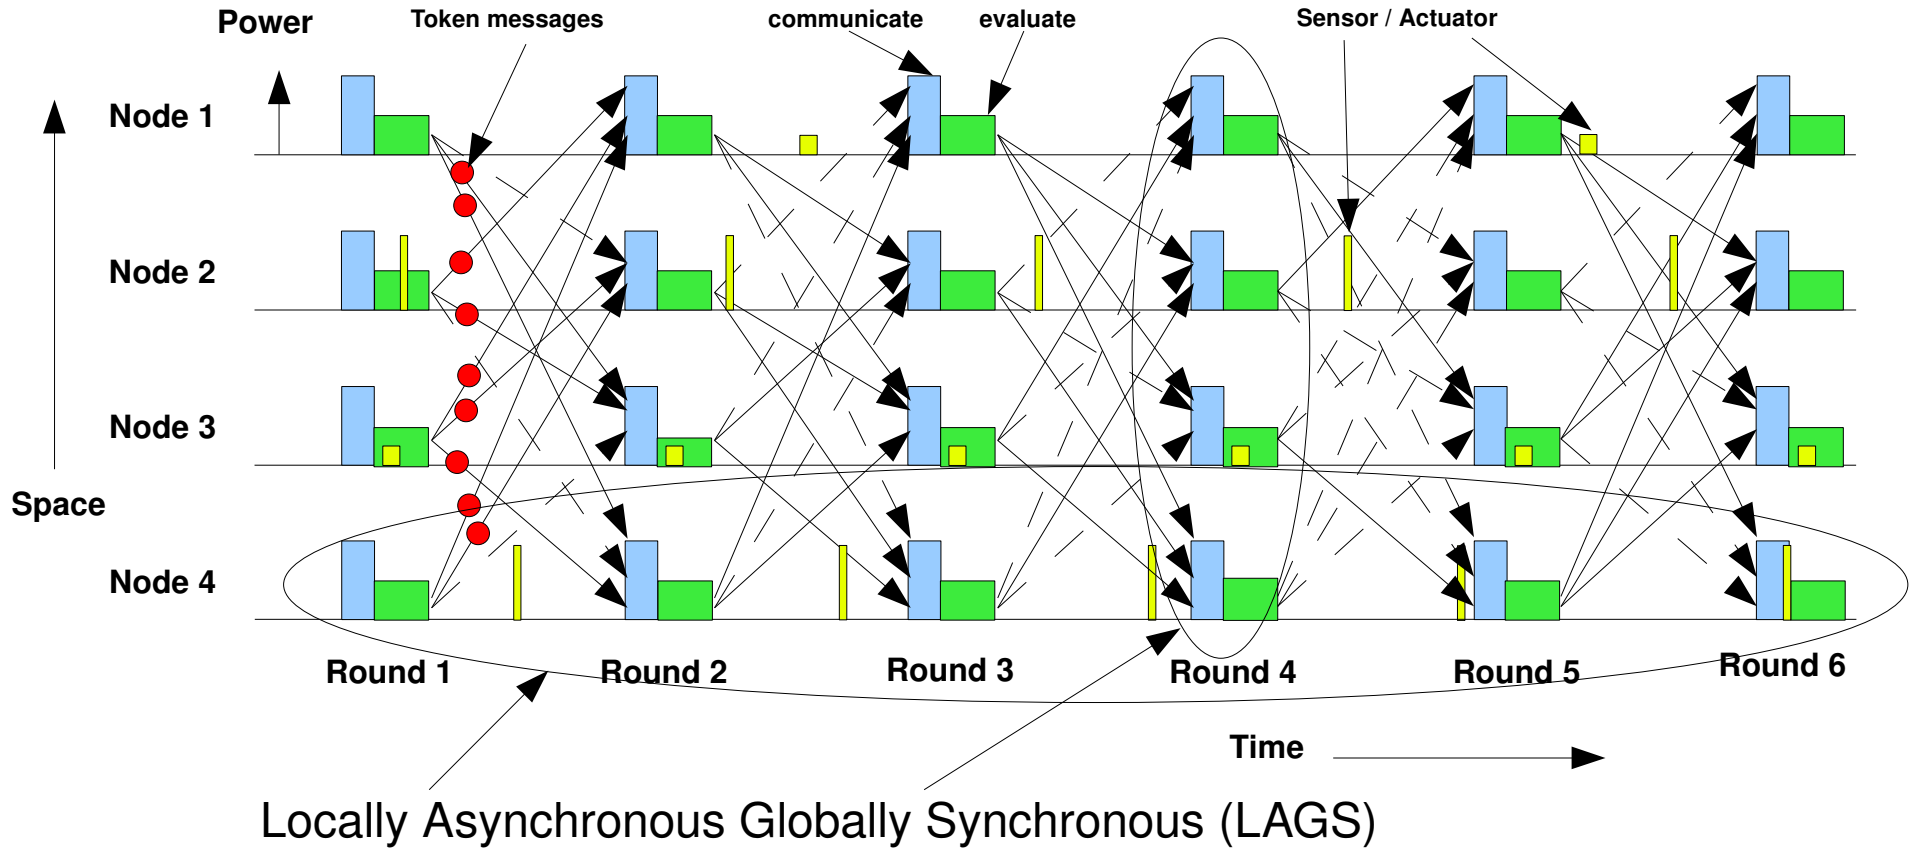 Power
Token messages
communicate
evaluate
Sensor / Actuator
Node 1
Node 2
Node 3
Space
Node 4
Round 1
Round 2
Round 3
Round 4
Round 5
Round 6
Time
Locally Asynchronous Globally Synchronous (LAGS)